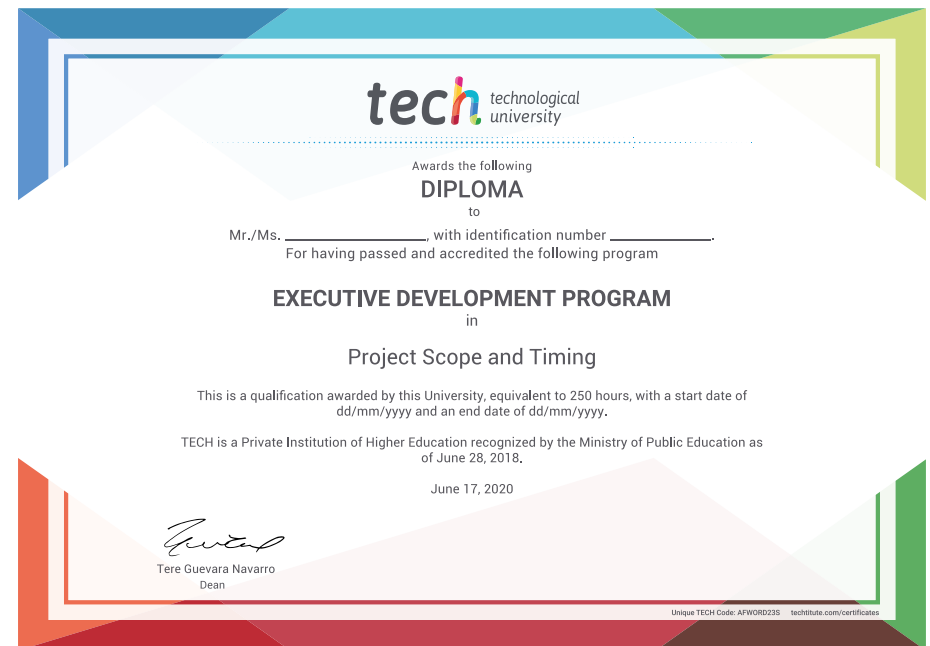 tech technological
university
Awards the following
DIPLOMA
to
Mr./Ms. ____________________, with identification number ______________.
For having passed and accredited the following program
EXECUTIVE DEVELOPMENT PROGRAM
in
Project Scope and Timing
This is a qualification awarded by this University, equivalent to 250 hours, with a start date of
dd/mm/yyyy and an end date of dd/mm/yyyy.
TECH is a Private Institution of Higher Education recognized by the Ministry of Public Education as
of June 28, 2018.
June 17, 2020
Tere Guevara Navarro
Dean
Unique TECH Code: AFWORD23S techtitute.com/certificates